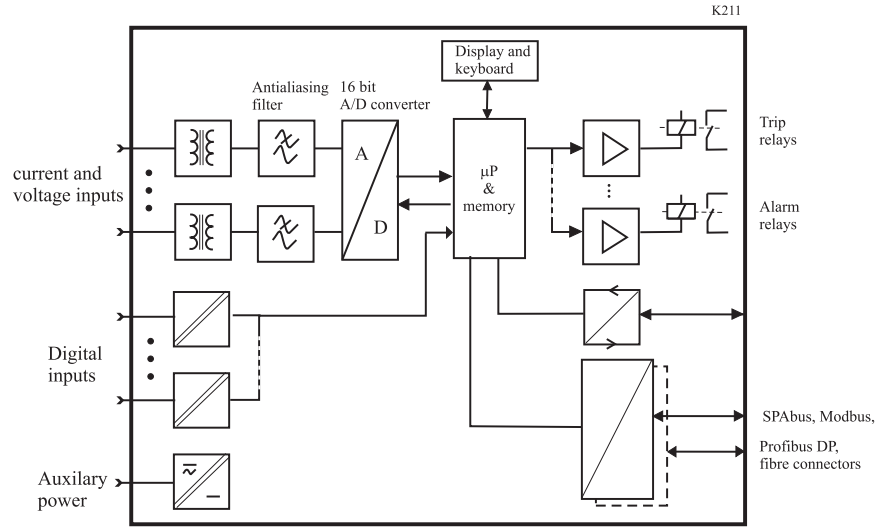 K211
Display and
keyboard
Antialiasing
filter
16 bit
A/D converter
A
D
µP
&
memory
Trip
relays
current and
voltage inputs
Alarm
relays
Digital
inputs
SPAbus, Modbus,
Profibus DP,
fibre connectors
Auxilary
power